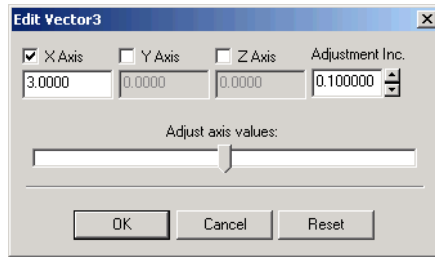 Edit Vector3
X Axis Y Axis Z Axis Adjustment Inc.
3.0000 0.0000 0.0000 0.100000
Adjust axis values:
OK Cancel Reset